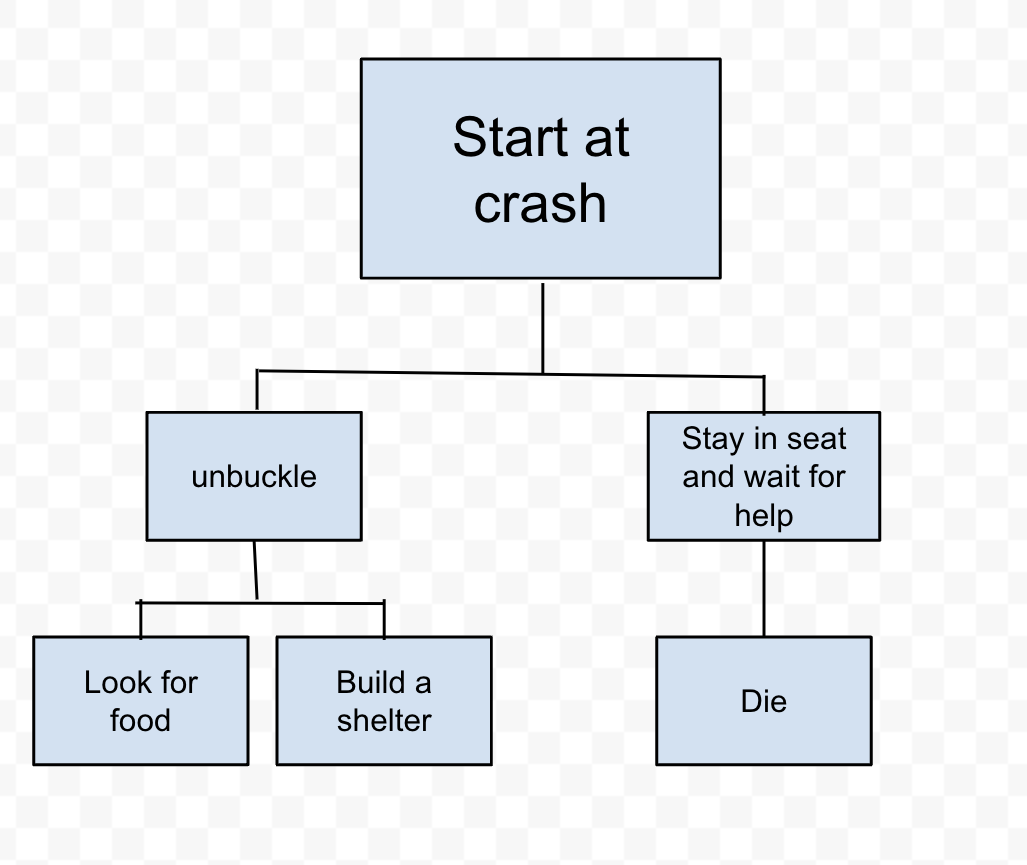 Start at
crash
unbuckle
Stay in seat
and wait for
help
Look for
food
Build a
shelter
Die